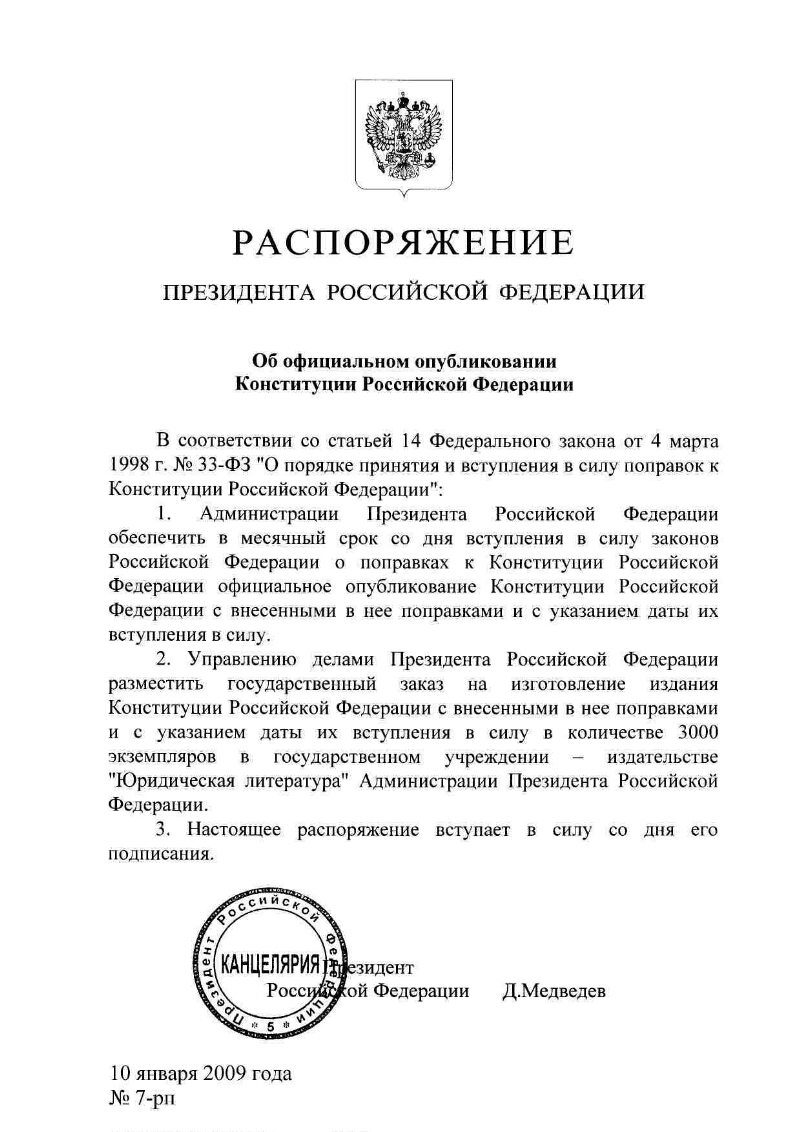 РАСПОРЯЖЕНИЕ
ПРЕЗИДЕНТА РОССИЙСКОЙ ФЕДЕРАЦИИ
Об официальном опубликовании
Конституции Российской Федерации
В соответствии со статьей 14 Федерального закона от 4 марта
1998 г. № 33-ФЗ "О порядке принятия и вступления в силу поправок к
Конституции Российской Федерации":
1. Администрации Президента Российской Федерации
обеспечить в месячный срок со дня вступления в силу законов
Российской Федерации о поправках к Конституции Российской
Федерации официальное опубликование Конституции Российской
Федерации с внесенными в нее поправками и с указанием даты их
вступления в силу.
2. Управлению делами Президента Российской Федерации
разместить государственный заказ на изготовление издания
Конституции Российской Федерации с внесенными в нее поправками
и с указанием даты их вступления в силу в количестве 3000
экземпляров в государственном учреждении – издательстве
"Юридическая литература" Администрации Президента Российской
Федерации.
3. Настоящее распоряжение вступает в силу со дня его
подписания.
Президент Российской Федерации
КАНЦЕЛЯРИЯ
* 5 *
Президент
Российской Федерации Д.Медведев
10 января 2009 года
№ 7-рп